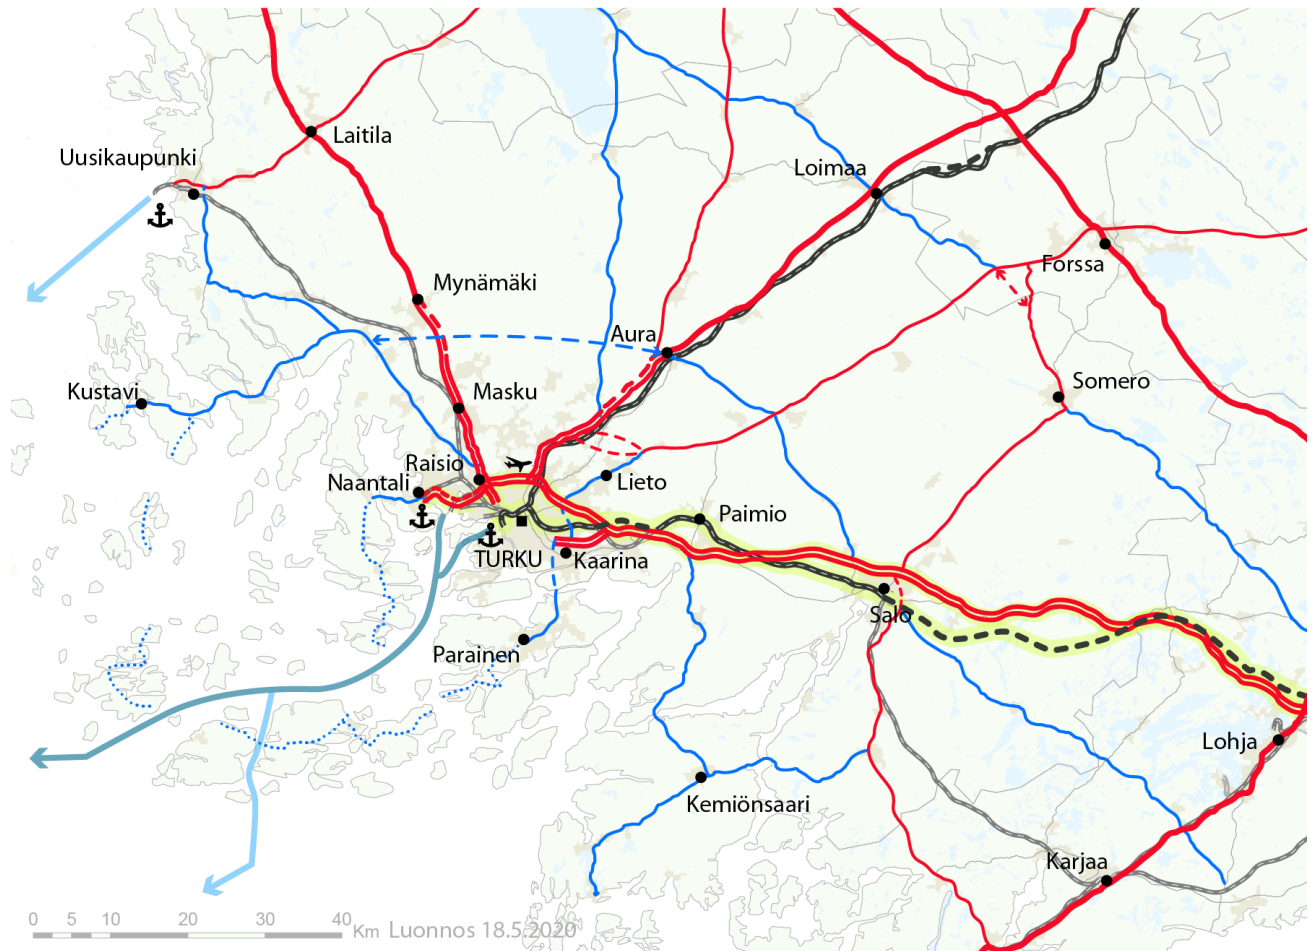 Laitila
Uusikaupunki
Loimaa
Forssa
Mynämäki
Aura
Somero
Kustavi
Masku
Raisio
Naantali
Lieto
Paimio
TURKU
Kaarina
Salo
Parainen
Lohja
Kemiönsaari
Karjaa
0 5 10 20 30 40 Km Luonnos 18.5.2020